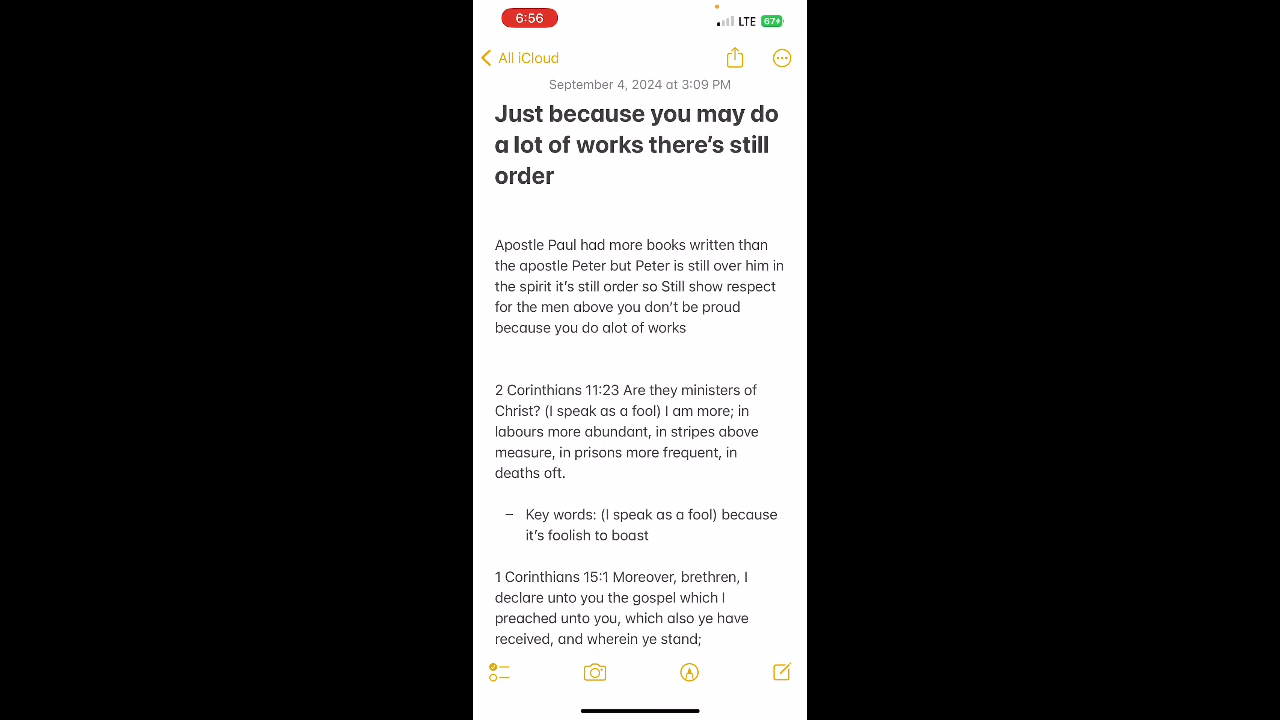 6:56
LTE 67
All iCloud
September 4, 2024 at 3:09 PM
Just because you may do
a lot of works there’s still
order
Apostle Paul had more books written than
the apostle Peter but Peter is still over him in
the spirit it’s still order so Still show respect
for the men above you don’t be proud
because you do alot of works
2 Corinthians 11:23 Are they ministers of
Christ? (I speak as a fool) I am more; in
labours more abundant, in stripes above
measure, in prisons more frequent, in
deaths oft.
– Key words: (I speak as a fool) because
it’s foolish to boast
1 Corinthians 15:1 Moreover, brethren, I
declare unto you the gospel which I
preached unto you, which also ye have
received, and wherein ye stand;